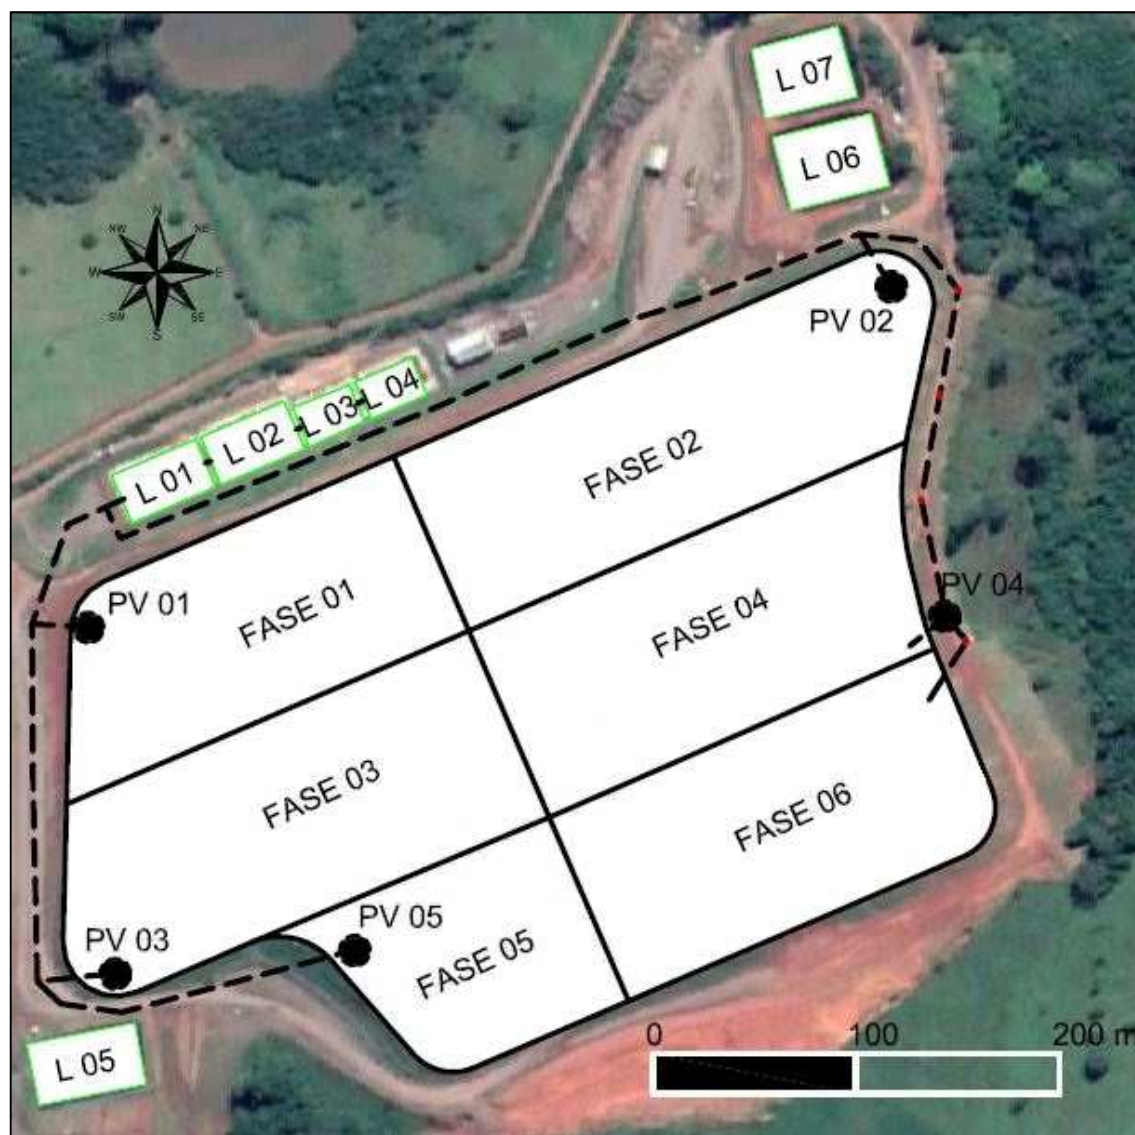 L 07
L 06
N
NW
NE
W
E
SW
SE
S
PV 02
L 04
L 03
L 02
L 01
FASE 02
PV 01
FASE 01
FASE 04
PV 04
FASE 03
FASE 06
PV 05
PV 03
FASE 05
L 05
0 100 200 m